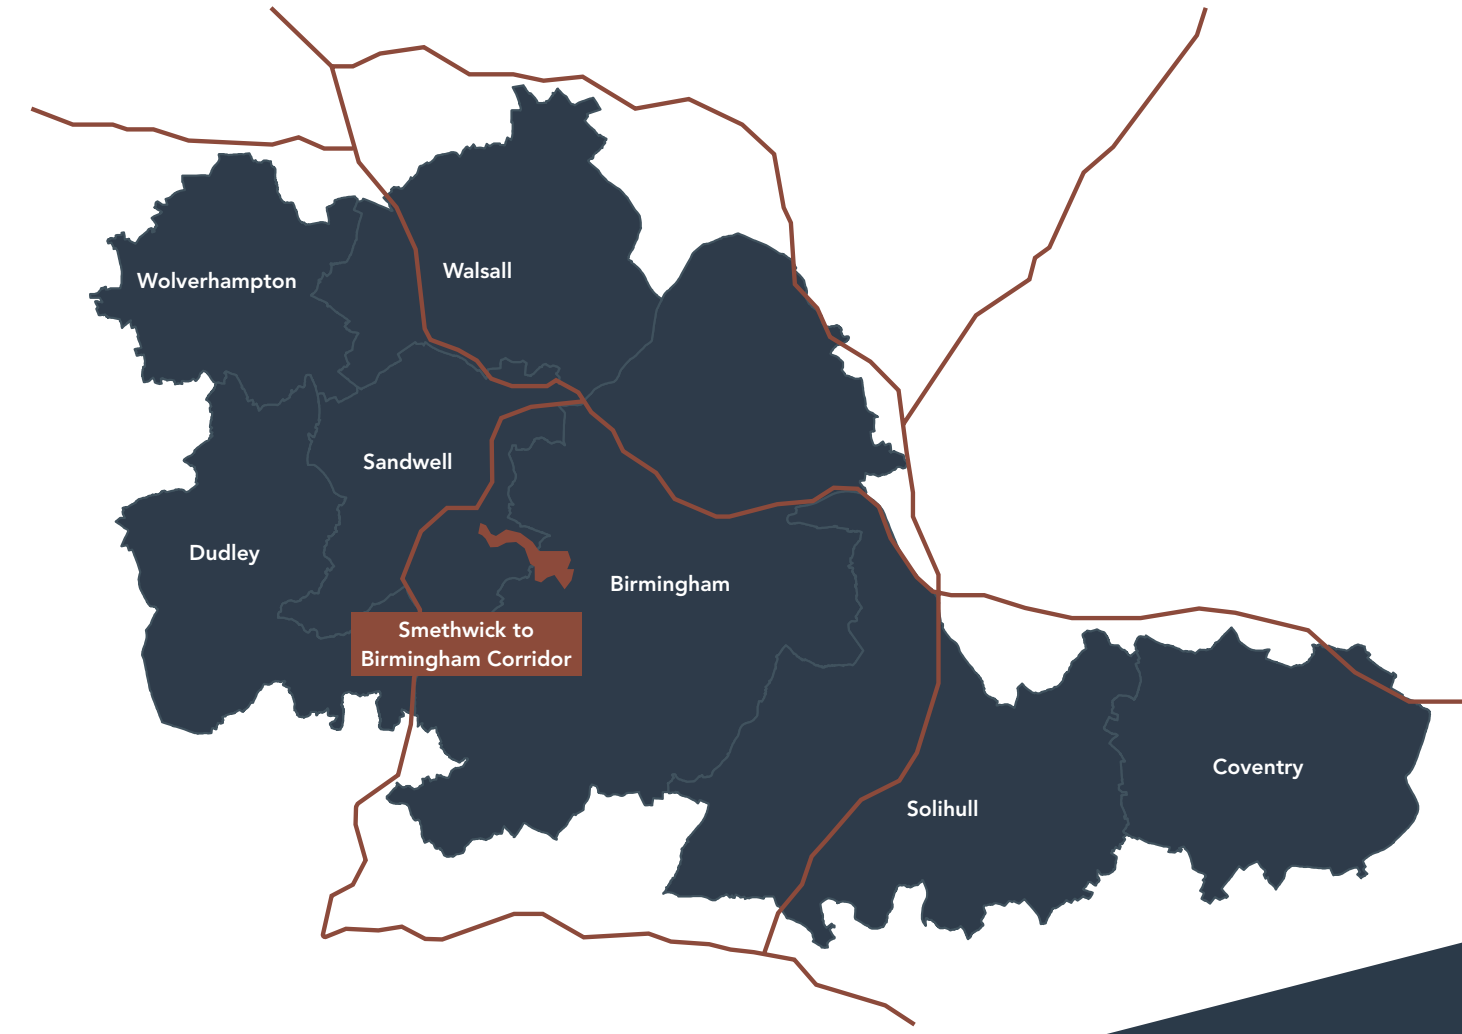 Walsall
Wolverhampton
Sandwell
Dudley
Birmingham
Smethwick to
Birmingham Corridor
Coventry
Solihull